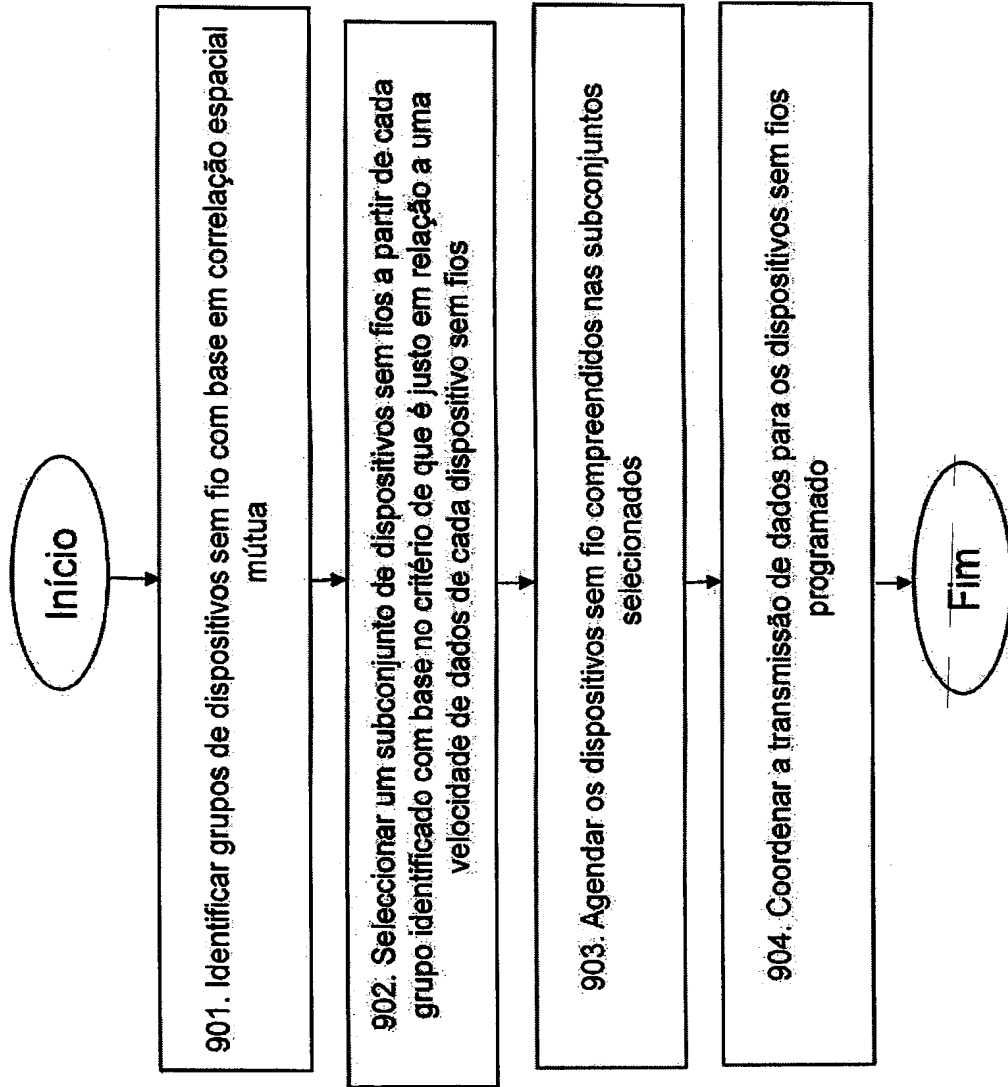 Início
901. Identificar grupos de dispositivos sem fio com base em correlação espacial
mútua
902. Seleccionar um subconjunto de dispositivos sem fios a partir de cada
grupo identificado com base no critério de que é justo em relação a uma
velocidade de dados de cada dispositivo sem fios
903. Agendar os dispositivos sem fio compreendidos nas subconjuntos
selecionados
904. Coordenar a transmissão de dados para os dispositivos sem fios
programado
Fim